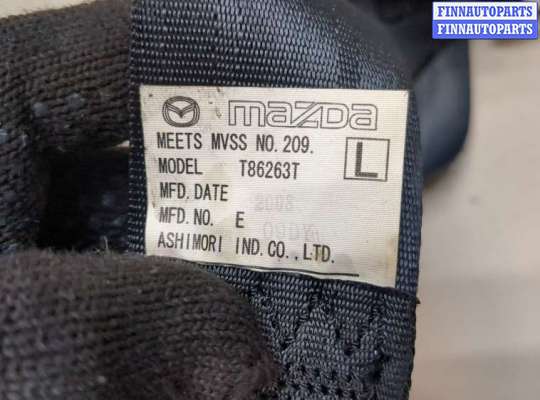 FINNAUTOPARTS
FINNAUTOPARTS
mazda
MEETS MVSS NO. 209.
MODEL T86263T
L
MFD. DATE
MFD. NO. E
ASHIMORI IND. CO., LTD.